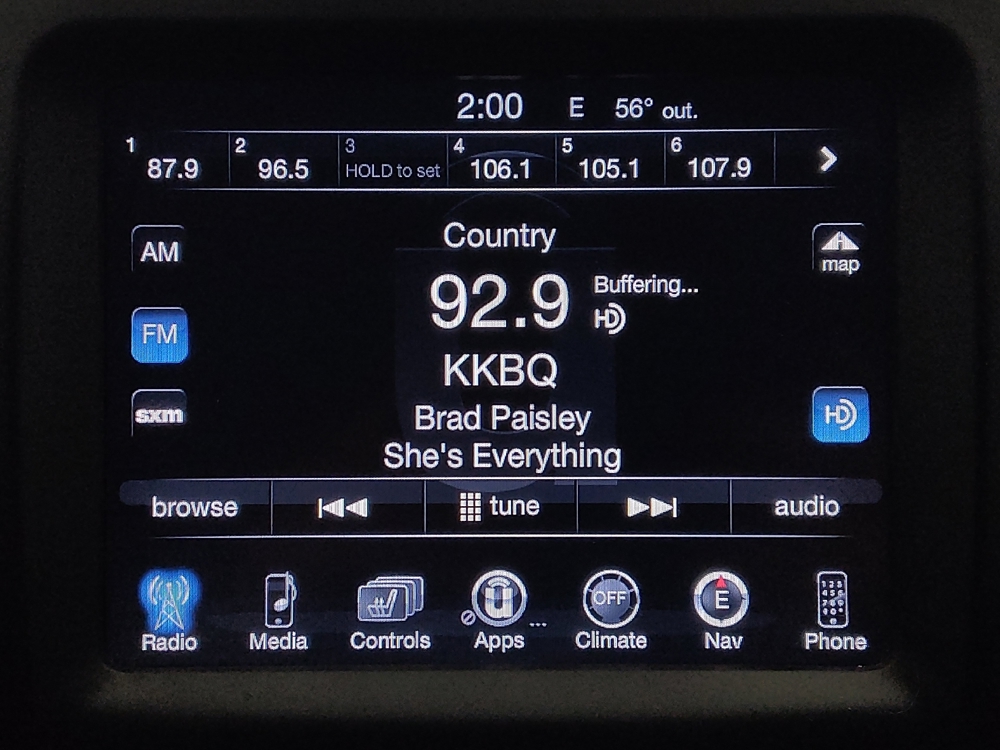 2:00 E 56° out.
1 87.9 2 96.5 3 HOLD to set 4 106.1 5 105.1 6 107.9
Country
AM
map
92.9 Buffering...
HD
FM
KKBQ
sxm
Brad Paisley
HD
She's Everything
browse tune audio
OFF E
Radio Media Controls Apps ... Climate Nav Phone